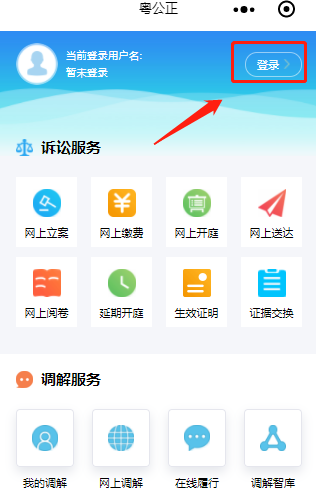 粤公正
当前登录用户名:
暂未登录
登录
诉讼服务
网上立案 网上缴费 网上开庭 网上送达
网上阅卷 延期开庭 生效证明 证据交换
调解服务
我的调解 网上调解 在线履行 调解智库